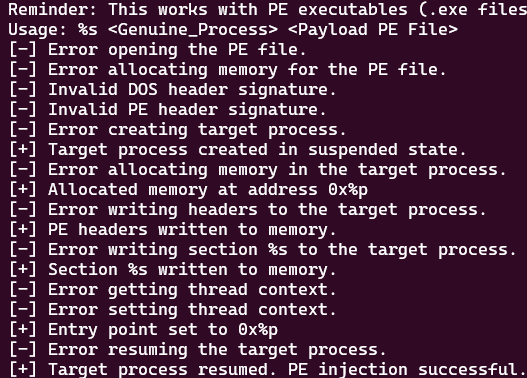 Reminder: This works with PE executables (.exe files
Usage: %s <Genuine_Process> <Payload PE File>
[-] Error opening the PE file.
[-] Error allocating memory for the PE file.
[-] Invalid DOS header signature.
[-] Invalid PE header signature.
[-] Error creating target process.
[+] Target process created in suspended state.
[-] Error allocating memory in the target process.
[+] Allocated memory at address 0x%p
[-] Error writing headers to the target process.
[+] PE headers written to memory.
[-] Error writing section %s to the target process.
[+] Section %s written to memory.
[-] Error getting thread context.
[-] Error setting thread context.
[+] Entry point set to 0x%p
[-] Error resuming the target process.
[+] Target process resumed. PE injection successful.